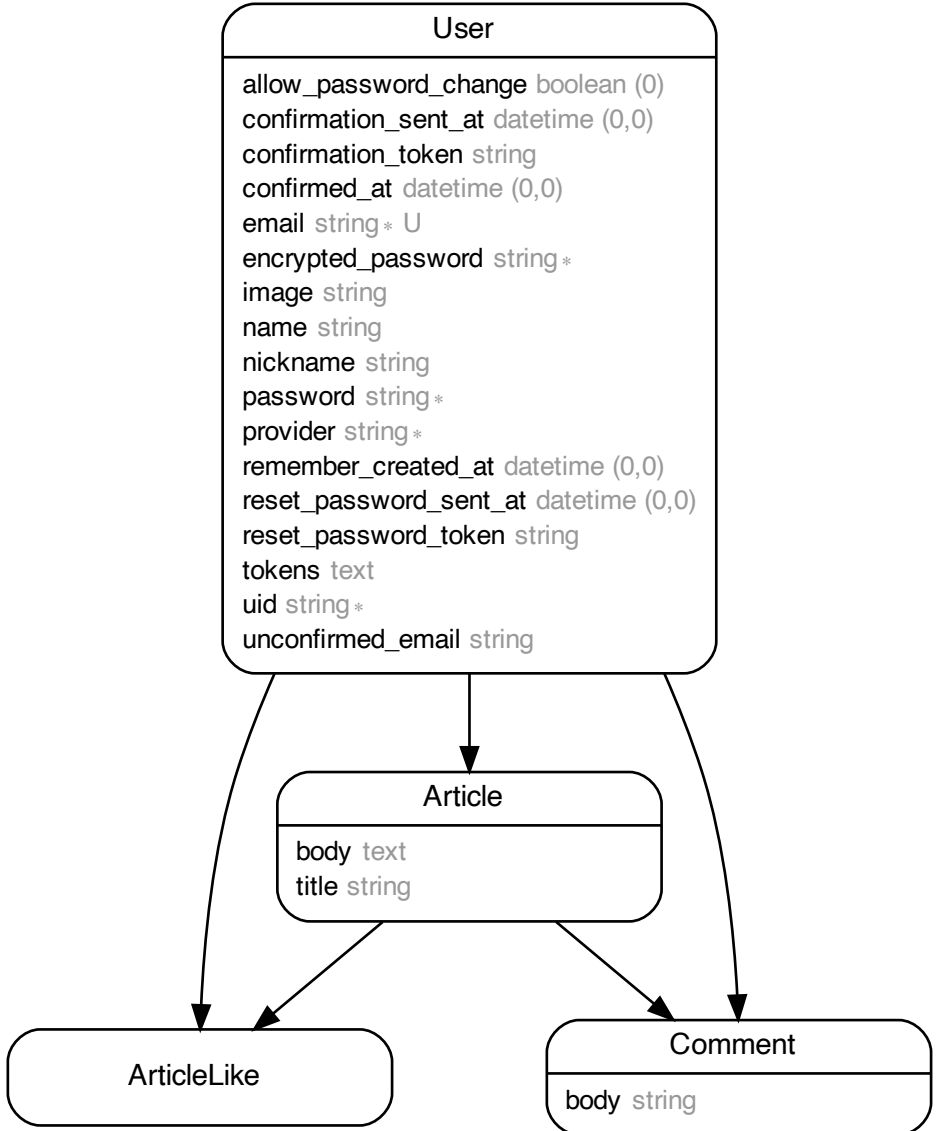 User
allow_password_change boolean (0)
confirmation_sent_at datetime (0,0)
confirmation_token string
confirmed_at datetime (0,0)
email string∗ U
encrypted_password string∗
image string
name string
nickname string
password string∗
provider string∗
remember_created_at datetime (0,0)
reset_password_sent_at datetime (0,0)
reset_password_token string
tokens text
uid string∗
unconfirmed_email string
Article
body text
title string
ArticleLike
Comment
body string